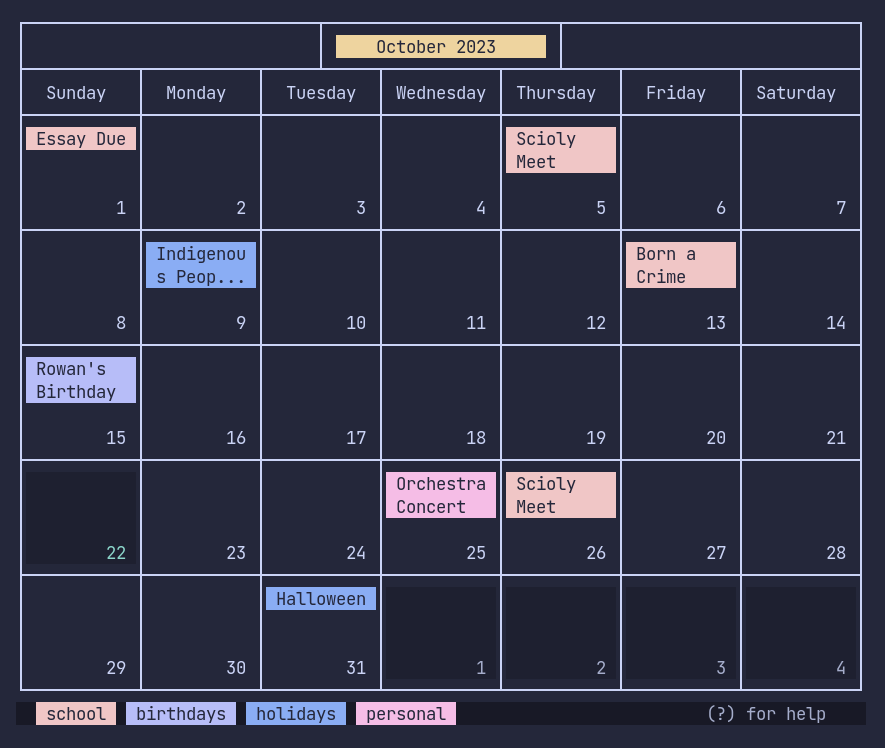 October 2023
Sunday Monday Tuesday Wednesday Thursday Friday Saturday
Essay Due
Scioly
Meet
1 2 3 4 5 6 7
Indigenou
s Peop...
Born a
Crime
8 9 10 11 12 13 14
Rowan's
Birthday
15 16 17 18 19 20 21
Orchestra
Concert
Scioly
Meet
22 23 24 25 26 27 28
Halloween
29 30 31 1 2 3 4
school birthdays holidays personal (?) for help